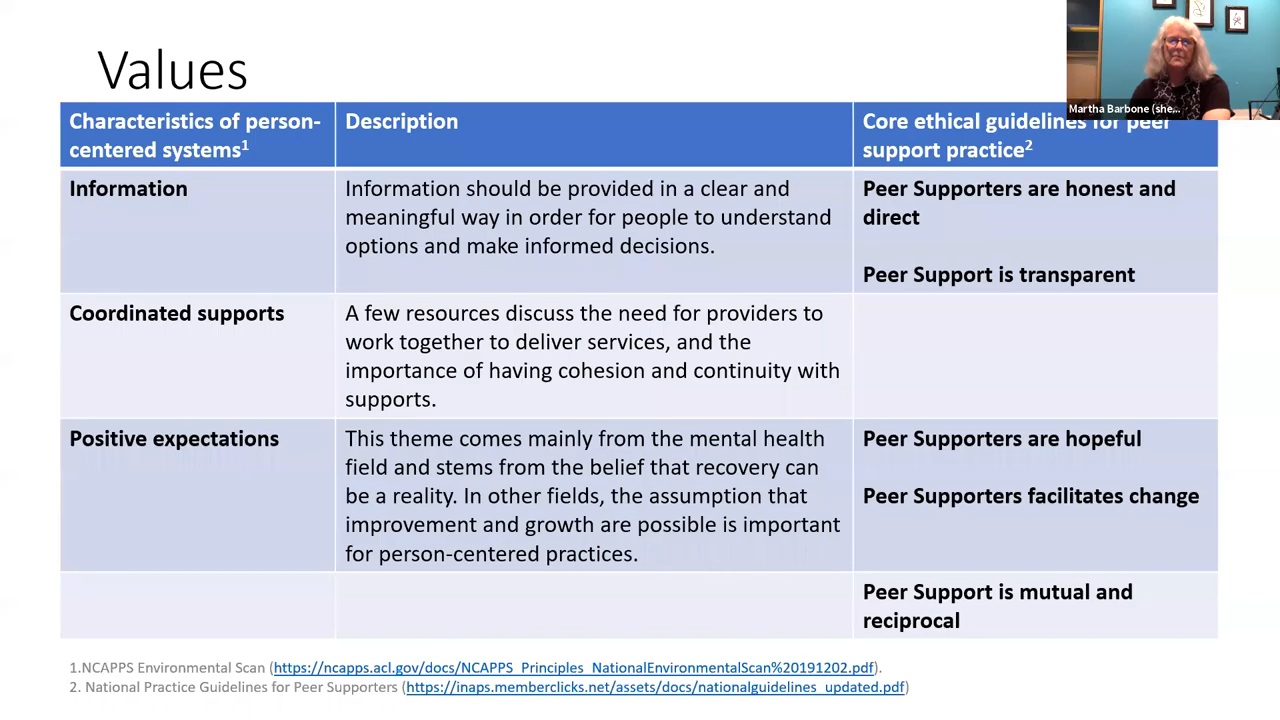 Values
Martha Barbone (she...
Characteristics of person-
centered systems1
Description
Core ethical guidelines for peer
support practice2
Information
Information should be provided in a clear and
meaningful way in order for people to understand
options and make informed decisions.
Peer Supporters are honest and
direct
Peer Support is transparent
Coordinated supports
A few resources discuss the need for providers to
work together to deliver services, and the
importance of having cohesion and continuity with
supports.
Positive expectations
This theme comes mainly from the mental health
field and stems from the belief that recovery can
be a reality. In other fields, the assumption that
improvement and growth are possible is important
for person-centered practices.
Peer Supporters are hopeful
Peer Supporters facilitates change
Peer Support is mutual and
reciprocal
1.NCAPPS Environmental Scan (https://ncapps.acl.gov/docs/NCAPPS_Principles_NationalEnvironmentalScan%20191202.pdf).
2. National Practice Guidelines for Peer Supporters (https://inaps.memberclicks.net/assets/docs/nationalguidelines_updated.pdf)